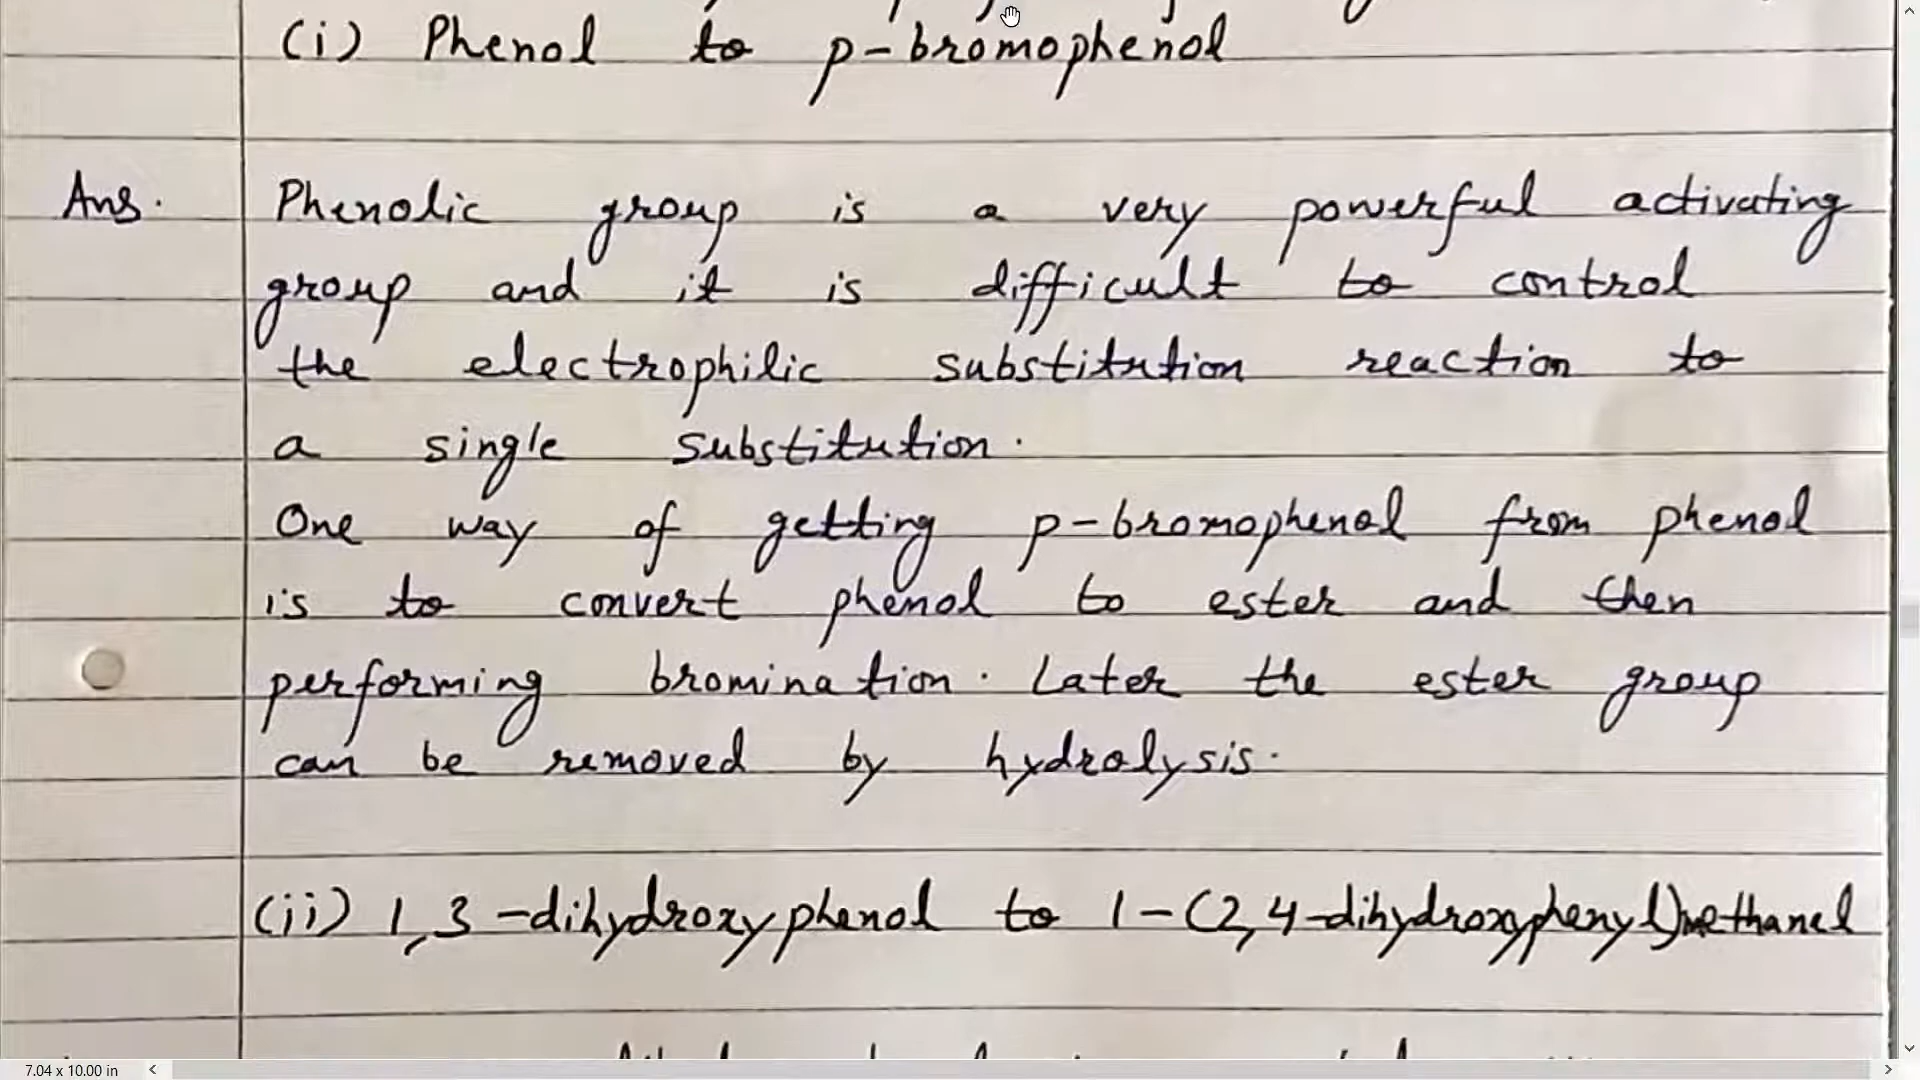 (i) Phenol to p-bromophenol
Ans. Phenolic group is a very powerful activating
group and it is difficult to control
the electrophilic substitution reaction to
a single substitution.
One way of getting p-bromophenol from phenol
is to convert phenol to ester and then
performing bromination. Later the ester group
can be removed by hydrolysis.
(ii) 1,3-dihydroxyphenol to 1-(2,4-dihydroxyphenyl)methanel
7.04 x 10.00 in